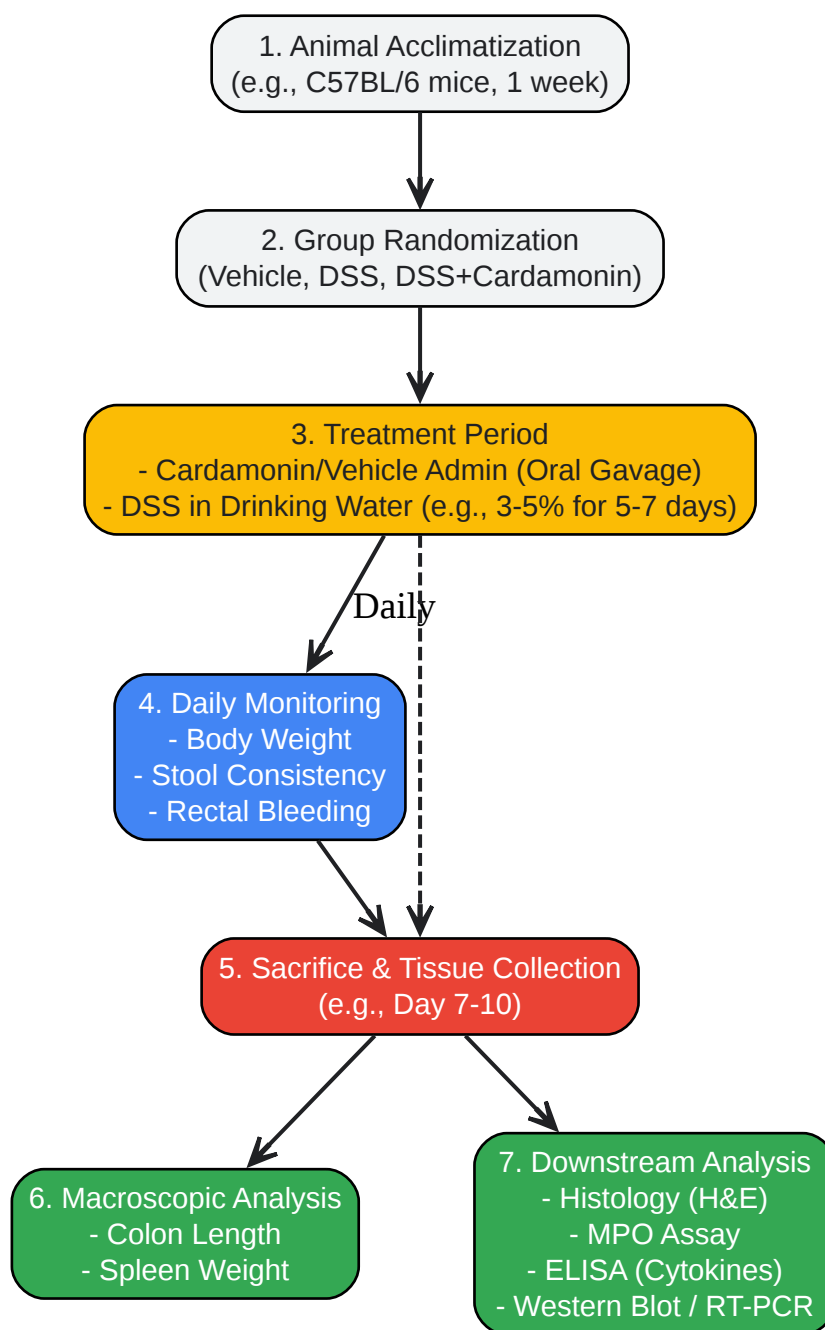 1. Animal Acclimatization
(e.g., C57BL/6 mice, 1 week)
2. Group Randomization
(Vehicle, DSS, DSS+Cardamonin)
3. Treatment Period
- Cardamonin/Vehicle Admin (Oral Gavage)
- DSS in Drinking Water (e.g., 3-5% for 5-7 days)
Daily
4. Daily Monitoring
- Body Weight
- Stool Consistency
- Rectal Bleeding
5. Sacrifice & Tissue Collection
(e.g., Day 7-10)
6. Macroscopic Analysis
- Colon Length
- Spleen Weight
7. Downstream Analysis
- Histology (H&E)
- MPO Assay
- ELISA (Cytokines)
- Western Blot / RT-PCR